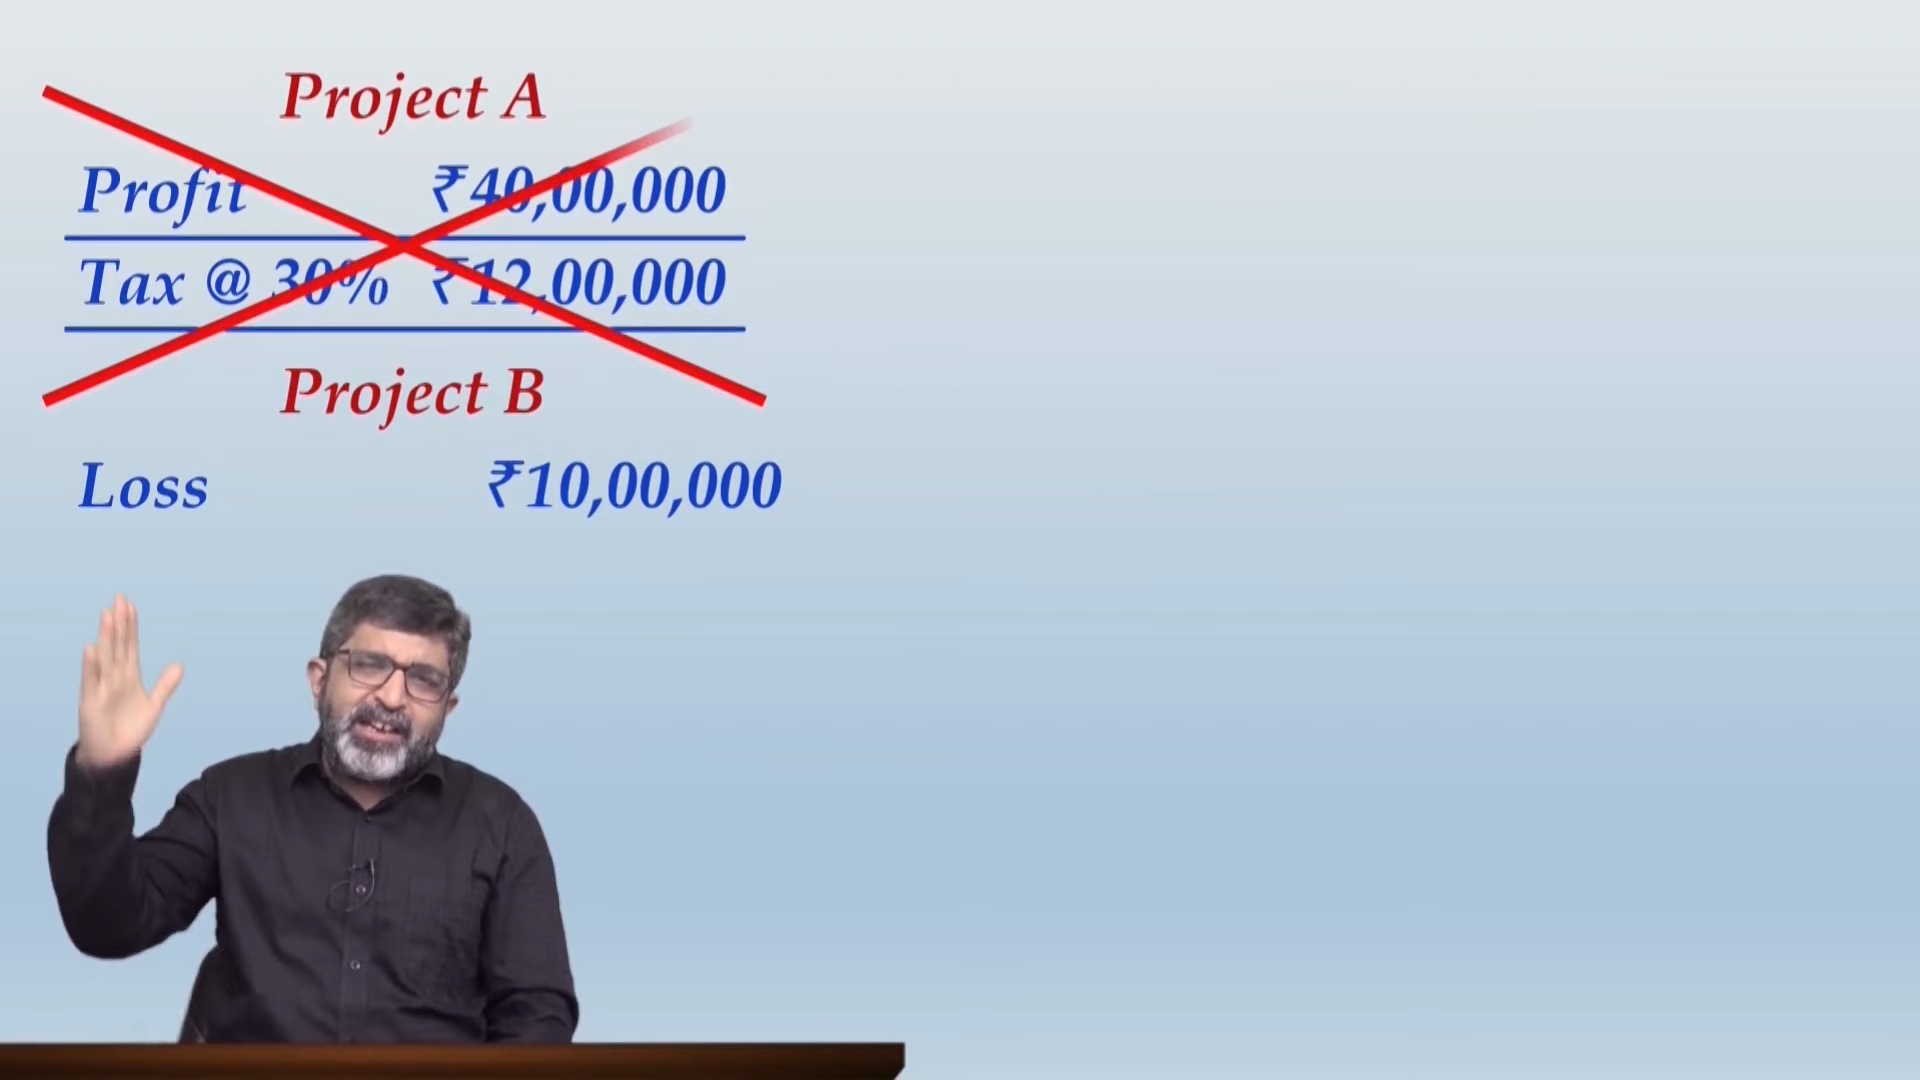 Project A
Profit ₹40,00,000
Tax @ 30% ₹12,00,000
Project B
Loss ₹10,00,000